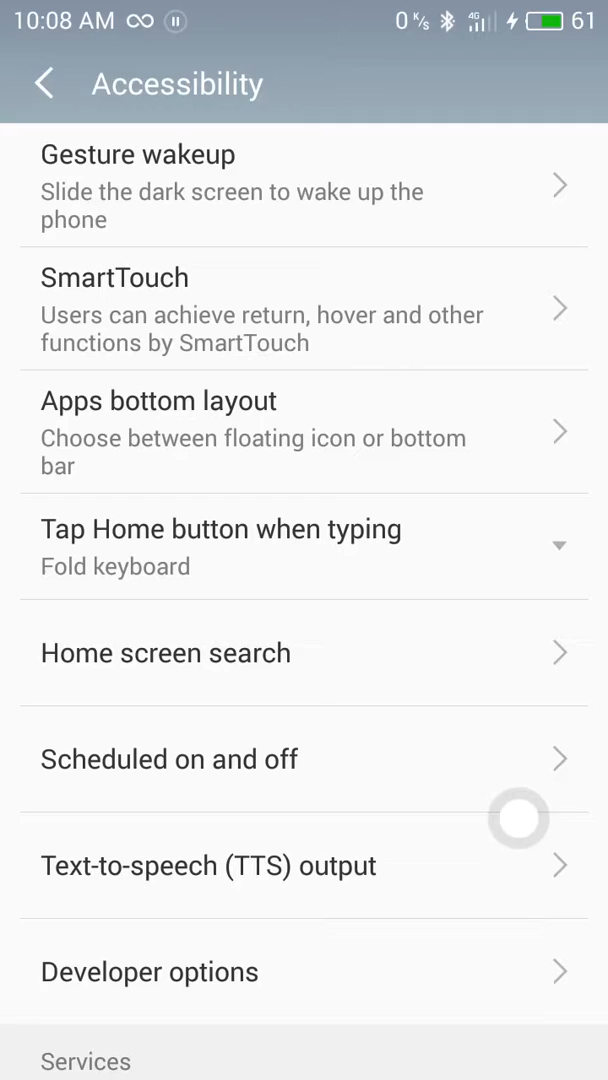 10:08 AM 0 K/s 4G 61
Accessibility
Gesture wakeup
Slide the dark screen to wake up the
phone
SmartTouch
Users can achieve return, hover and other
functions by SmartTouch
Apps bottom layout
Choose between floating icon or bottom
bar
Tap Home button when typing
Fold keyboard
Home screen search
Scheduled on and off
Text-to-speech (TTS) output
Developer options
Services